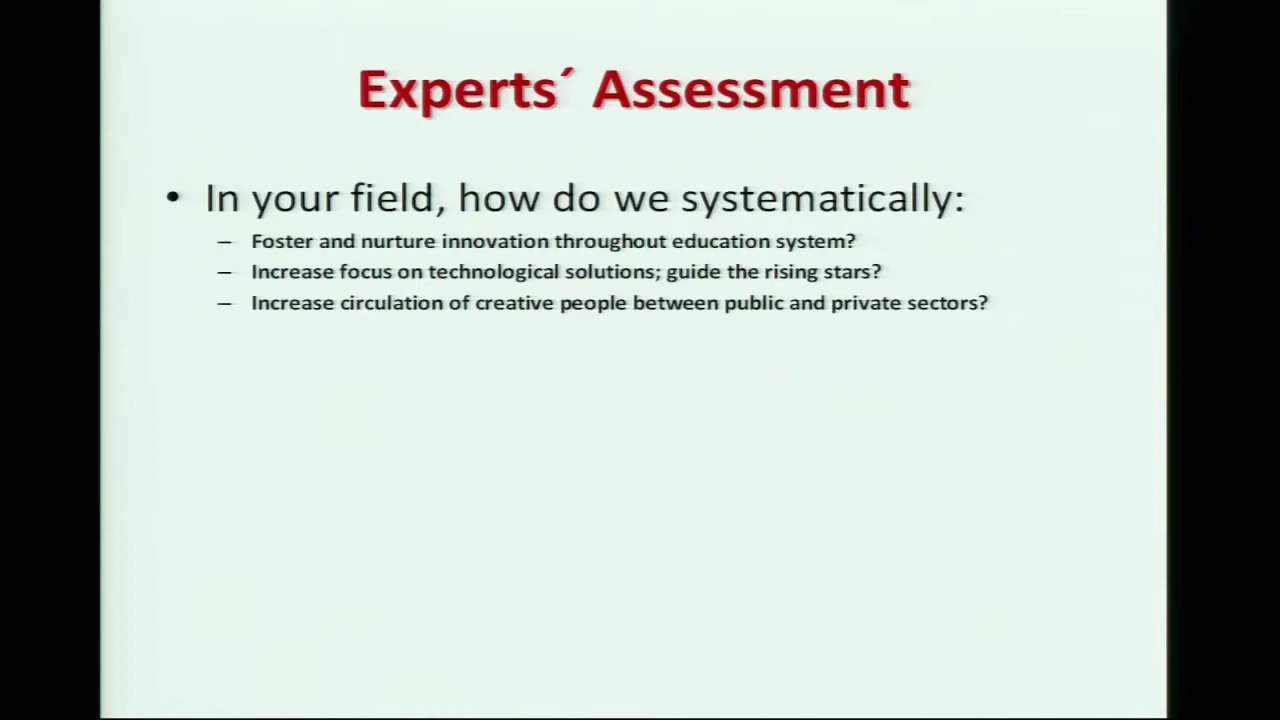 Experts´ Assessment
• In your field, how do we systematically:
– Foster and nurture innovation throughout education system?
– Increase focus on technological solutions; guide the rising stars?
– Increase circulation of creative people between public and private sectors?